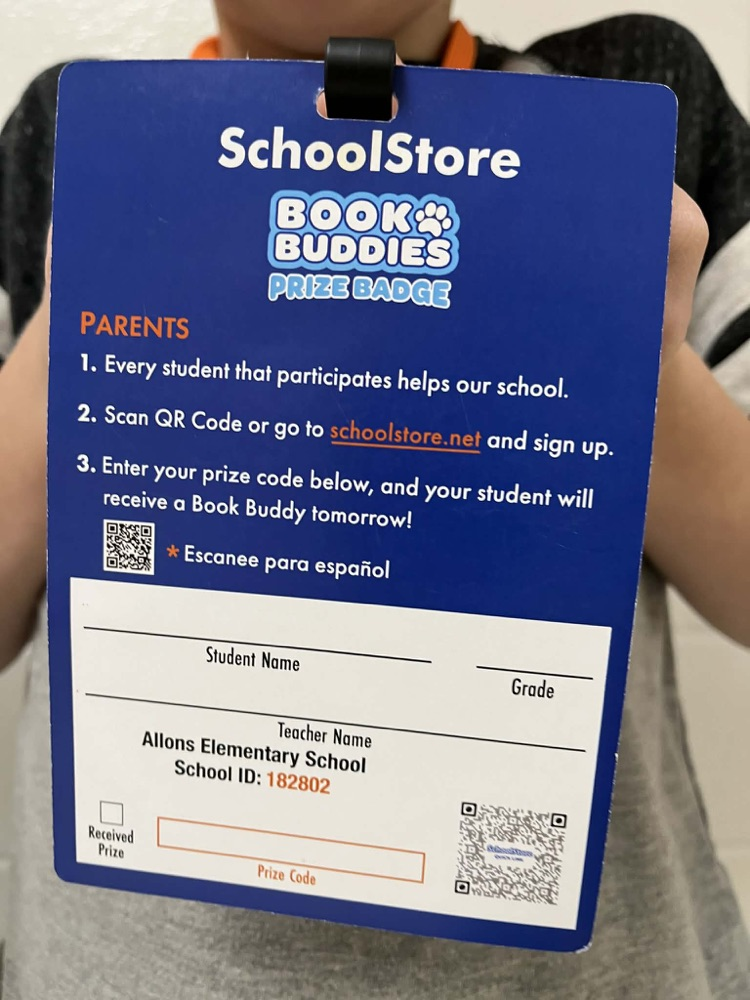 SchoolStore
BOOK
BUDDIES
PRIZE BADGE
PARENTS
1. Every student that participates helps our school.
2. Scan QR Code or go to schoolstore.net and sign up.
3. Enter your prize code below, and your student will
receive a Book Buddy tomorrow!
* Escanee para español
Student Name
Grade
Teacher Name
Allons Elementary School
School ID: 182802
Received
Prize
Prize Code
SchoolStore